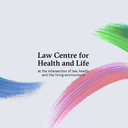 Law Centre for
Health and Life
at the intersection of law, health
and the living environment